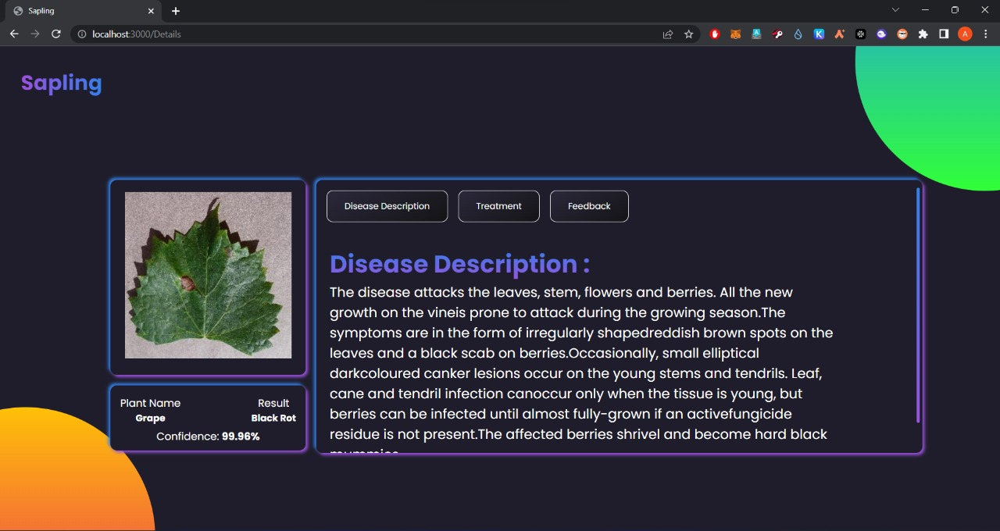 Sapling
localhost:3000/Details
A
Sapling
Disease Description
Treatment
Feedback
Disease Description :
The disease attacks the leaves, stem, flowers and berries. All the new
growth on the vineis prone to attack during the growing season.The
symptoms are in the form of irregularly shapedreddish brown spots on the
leaves and a black scab on berries.Occasionally, small elliptical
darkcoloured canker lesions occur on the young stems and tendrils. Leaf,
cane and tendril infection canoccur only when the tissue is young, but
berries can be infected until almost fully-grown if an activefungicide
residue is not present.The affected berries shrivel and become hard black
Plant Name
Result
Grape
Black Rot
Confidence: 99.96%